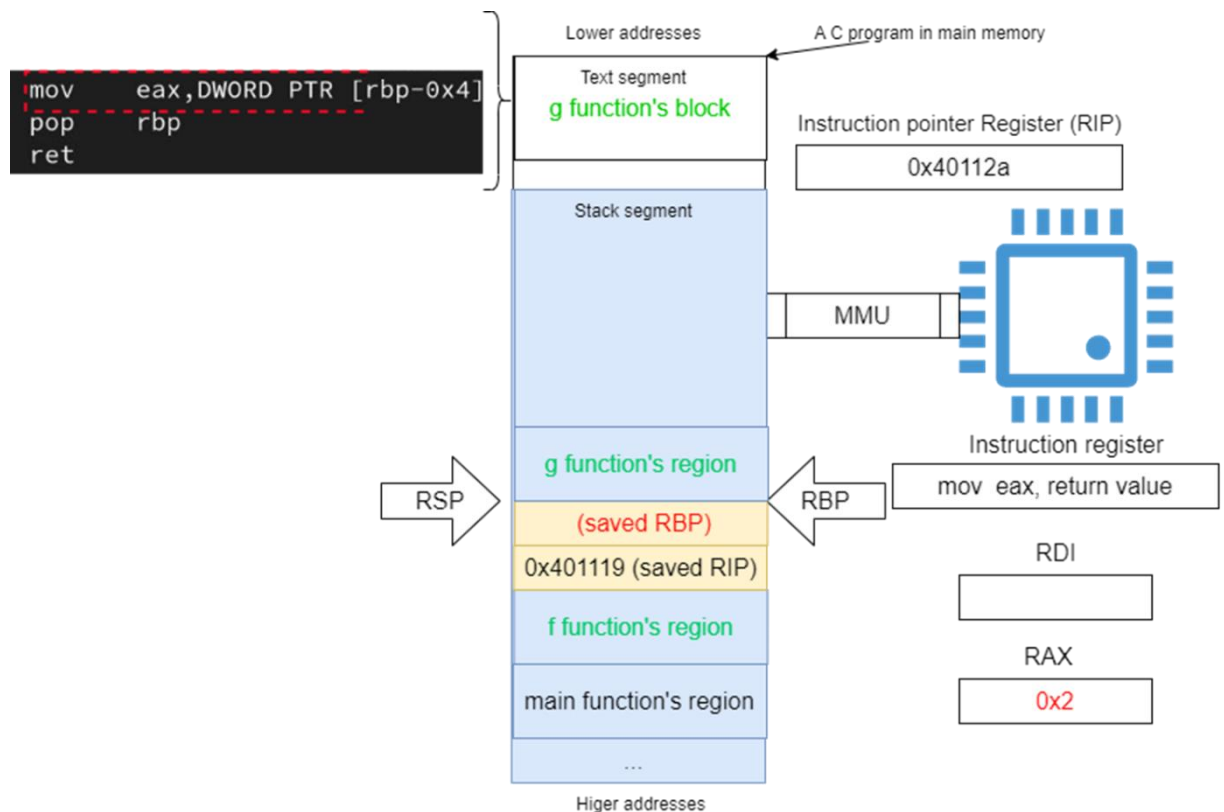 Lower addresses
A C program in main memory
mov eax,DWORD PTR [rbp-0x4]
pop rbp
ret
Text segment
g function's block
Instruction pointer Register (RIP)
0x40112a
Stack segment
MMU
g function's region
RSP
RBP
Instruction register
mov eax, return value
(saved RBP)
0x401119 (saved RIP)
RDI
f function's region
RAX
0x2
main function's region
...
Higer addresses